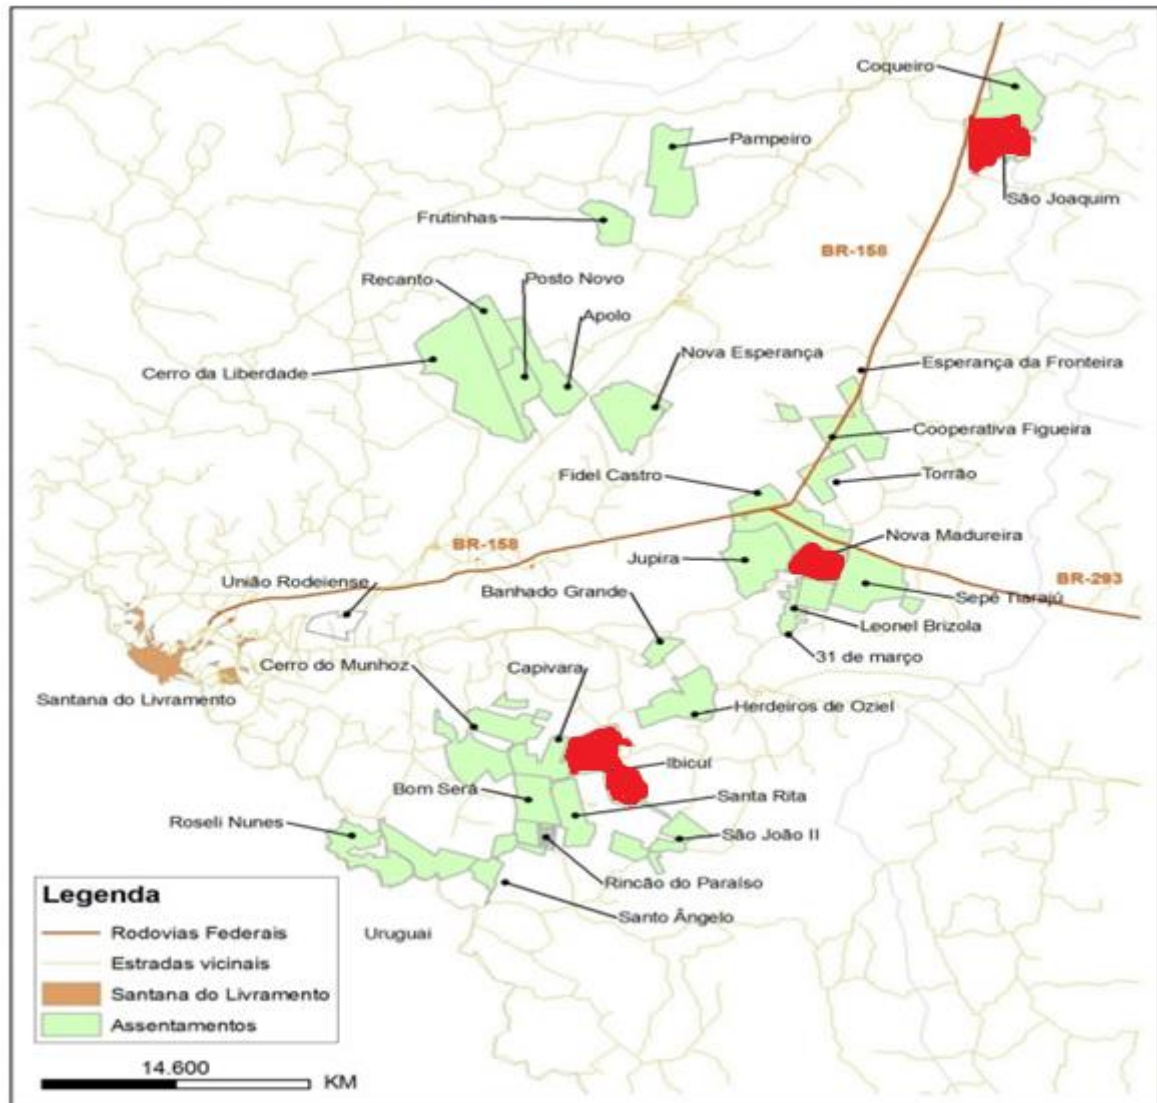 Coqueiro
Pampeiro
São Joaquim
Frutinhas
BR-158
Recanto
Posto Novo
Apolo
Nova Esperança
Cerro da Liberdade
Esperança da Fronteira
Cooperativa Figueira
Fidel Castro
Torrão
Nova Madureira
BR-158
Jupira
BR-293
União Rodeiense
Banhado Grande
Sepé Tiarajú
Leonel Brizola
31 de março
Cerro do Munhoz
Capivara
Santana do Livramento
Herdeiros de Oziel
Ibicuí
Bom Será
Santa Rita
Roseli Nunes
São João II
Rincão do Paraíso
Santo Ângelo
Uruguai
Legenda
Rodovias Federais
Estradas vicinais
Santana do Livramento
Assentamentos
14.600
KM